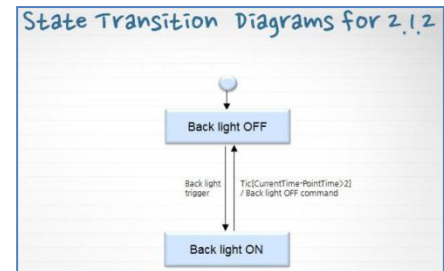 State Transition Diagrams for 2.1.2
Back light OFF
Back light
trigger
Tic[CurrentTime-PointTime>2]
/ Back light OFF command
Back light ON